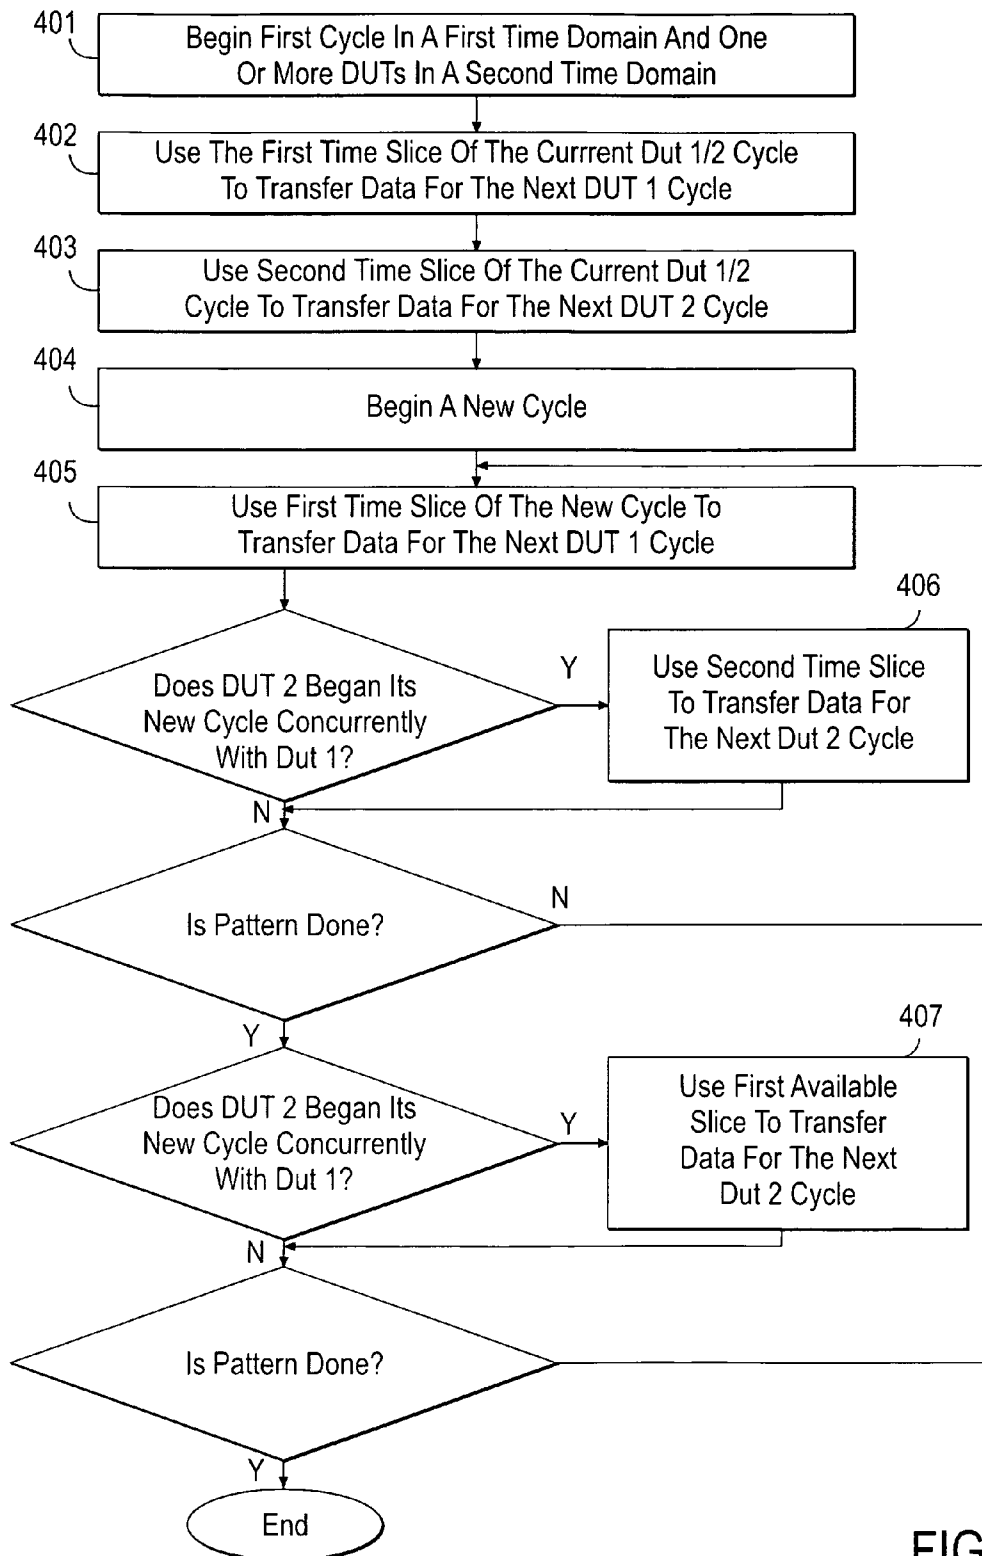 401
Begin First Cycle In A First Time Domain And One
Or More DUTs In A Second Time Domain
402
Use The First Time Slice Of The Currrent Dut 1/2 Cycle
To Transfer Data For The Next DUT 1 Cycle
403
Use Second Time Slice Of The Current Dut 1/2
Cycle To Transfer Data For The Next DUT 2 Cycle
404
Begin A New Cycle
405
Use First Time Slice Of The New Cycle To
Transfer Data For The Next DUT 1 Cycle
406
Does DUT 2 Began Its
New Cycle Concurrently
With Dut 1?
Y
Use Second Time Slice
To Transfer Data For
The Next Dut 2 Cycle
N
Is Pattern Done?
N
Y
407
Does DUT 2 Began Its
New Cycle Concurrently
With Dut 1?
Y
Use First Available
Slice To Transfer
Data For The Next
Dut 2 Cycle
N
Is Pattern Done?
Y
End
FIG